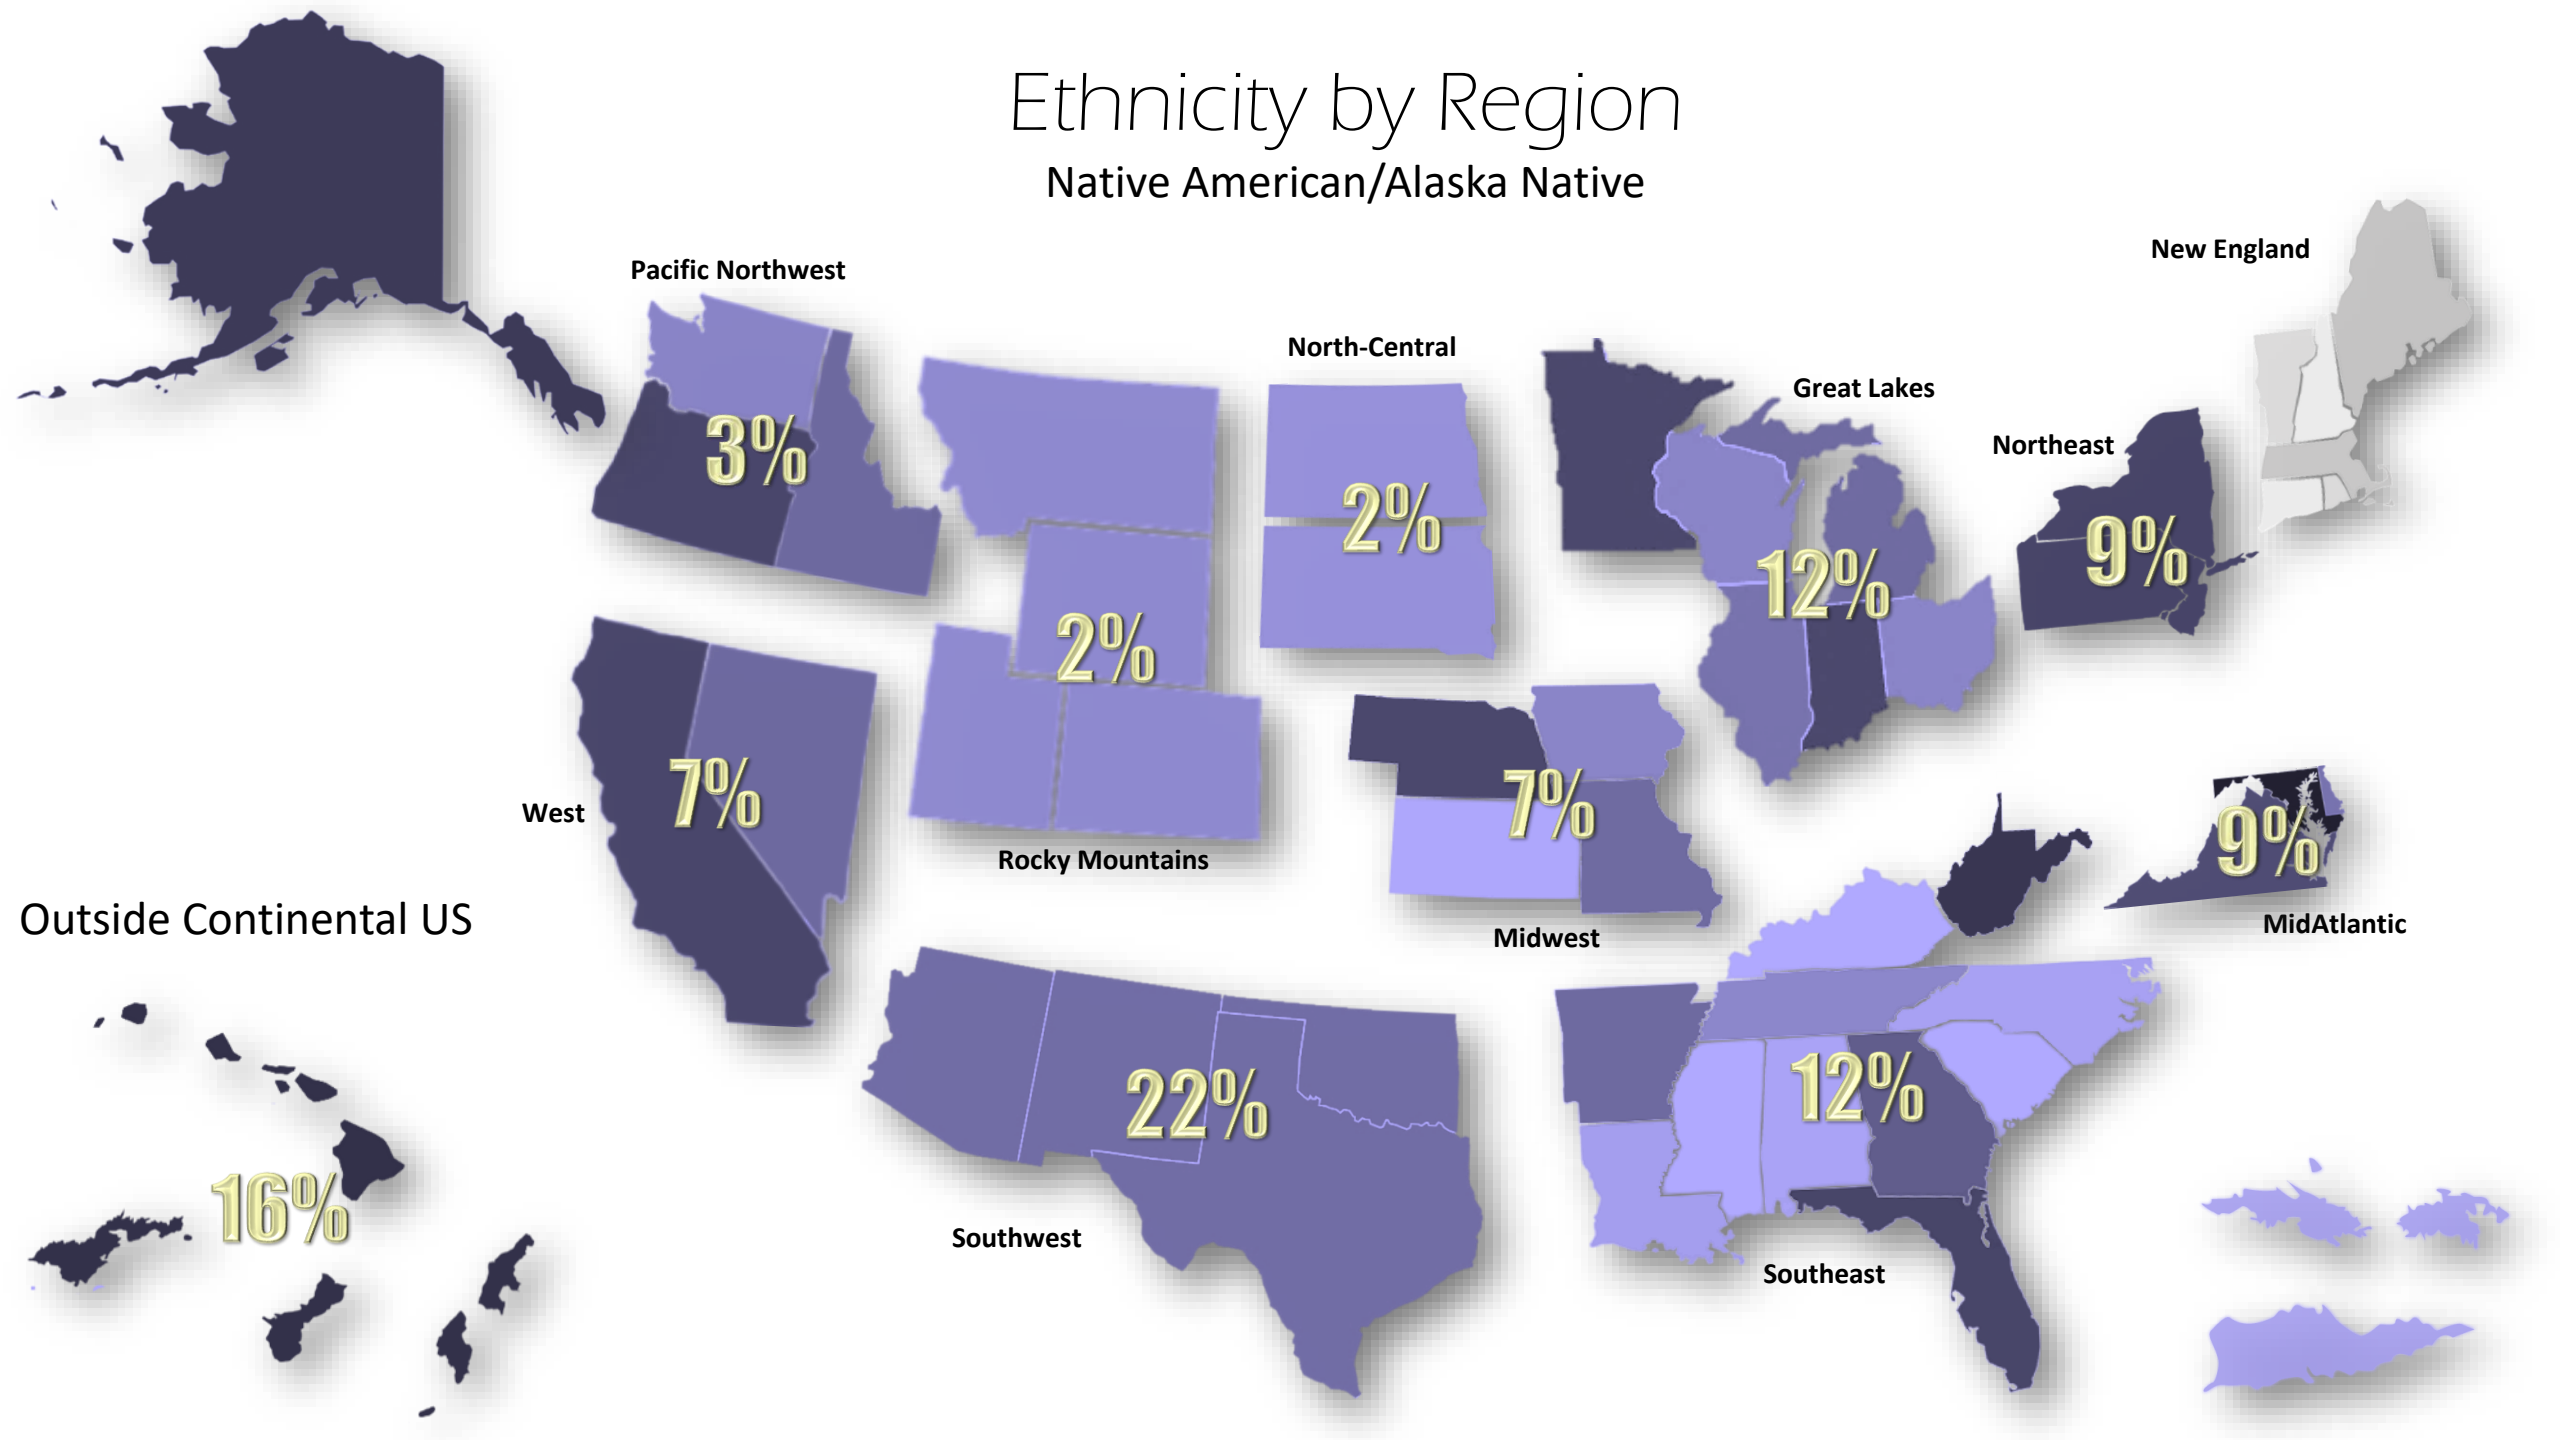 Ethnicity by Region
Native American/Alaska Native
New England
Pacific Northwest
North-Central
Great Lakes
Northeast
3%
2%
12%
9%
2%
7%
West
7%
9%
Rocky Mountains
Outside Continental US
Midwest
MidAtlantic
22%
12%
16%
Southwest
Southeast